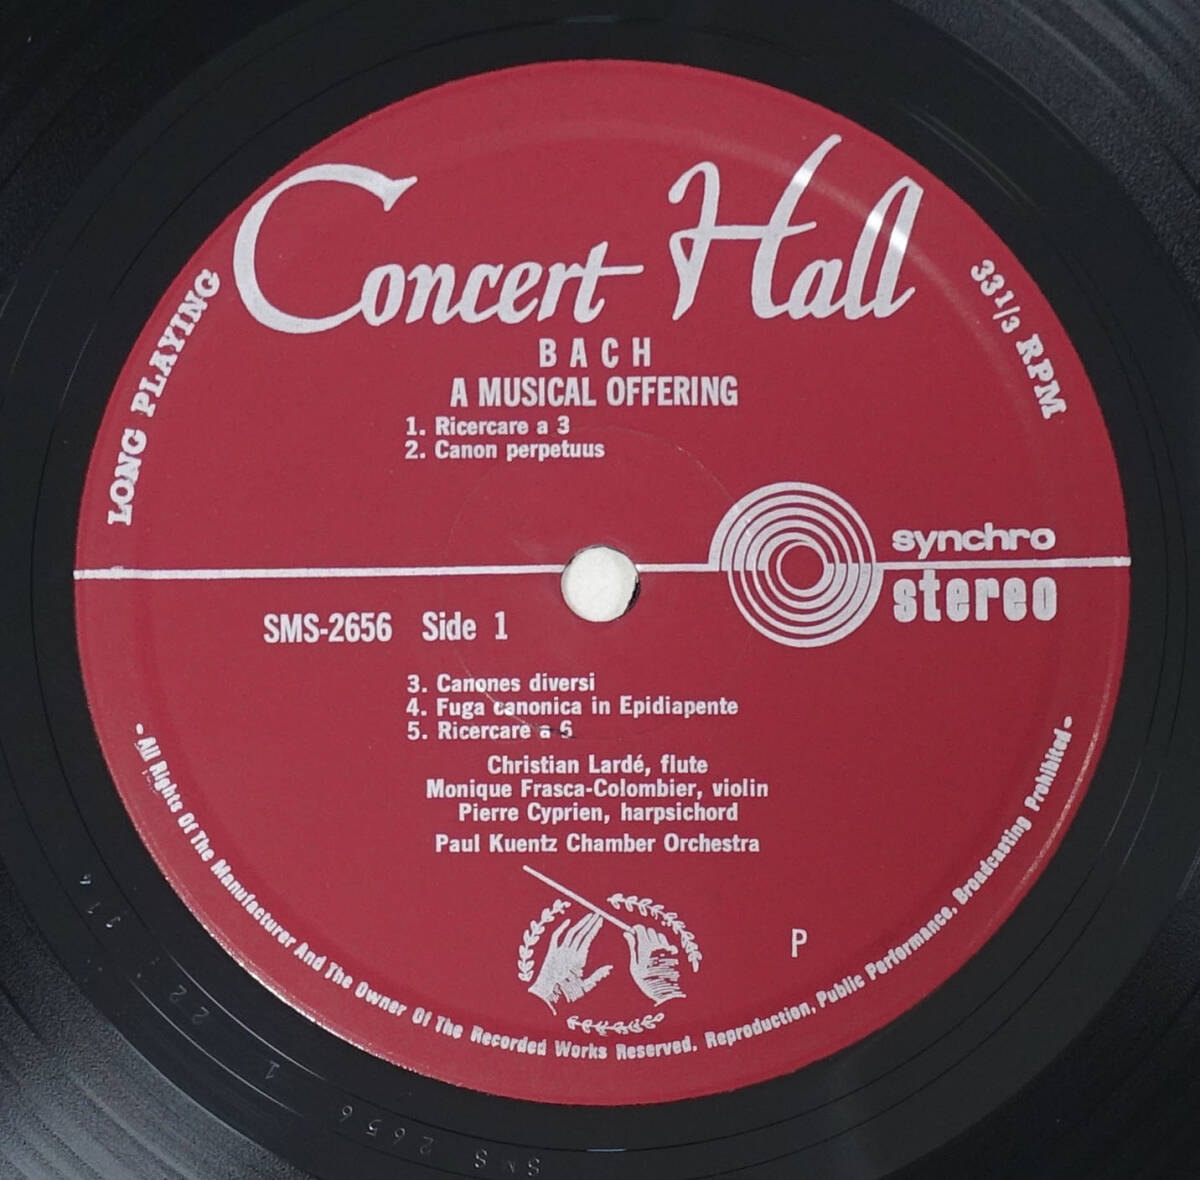 Concert Hall
LONG PLAYING
33 1/3 RPM
BACH
A MUSICAL OFFERING
1. Ricercare a 3
2. Canon perpetuus
synchro
stereo
SMS-2656 Side 1
3. Canones diversi
4. Fuga canonica in Epidiapente
5. Ricercare a 6
Christian Lardé, flute
Monique Frasca-Colombier, violin
Pierre Cyprien, harpsichord
Paul Kuentz Chamber Orchestra
P
• All Rights Of The Manufacturer And The Owner Of The Recorded Works Reserved. Reproduction, Public Performance, Broadcasting Prohibited •
SMS 2656 1 22